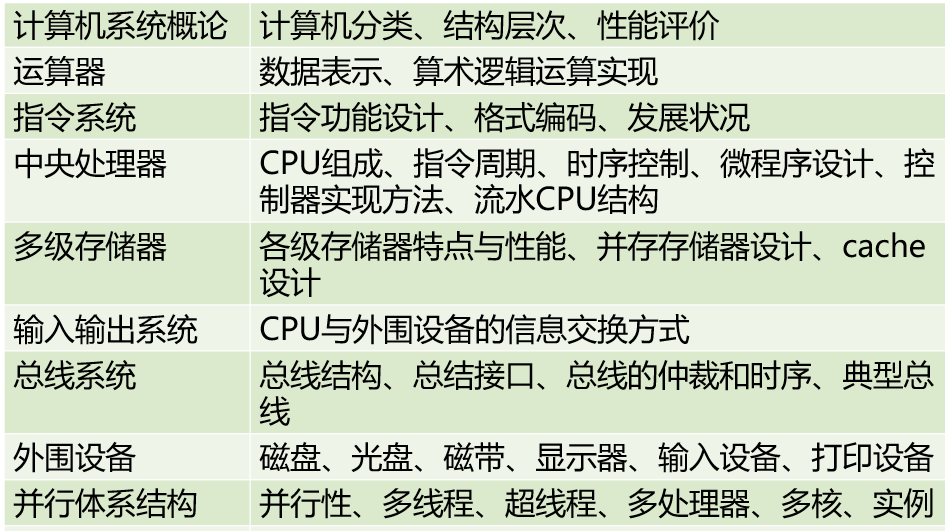 计算机系统概论 计算机分类、结构层次、性能评价
运算器 数据表示、算术逻辑运算实现
指令系统 指令功能设计、格式编码、发展状况
中央处理器 CPU组成、指令周期、时序控制、微程序设计、控
制器实现方法、流水CPU结构
多级存储器 各级存储器特点与性能、并存存储器设计、cache
设计
输入输出系统 CPU与外围设备的信息交换方式
总线系统 总线结构、总结接口、总线的仲裁和时序、典型总
线
外围设备 磁盘、光盘、磁带、显示器、输入设备、打印设备
并行体系结构 并行性、多线程、超线程、多处理器、多核、实例